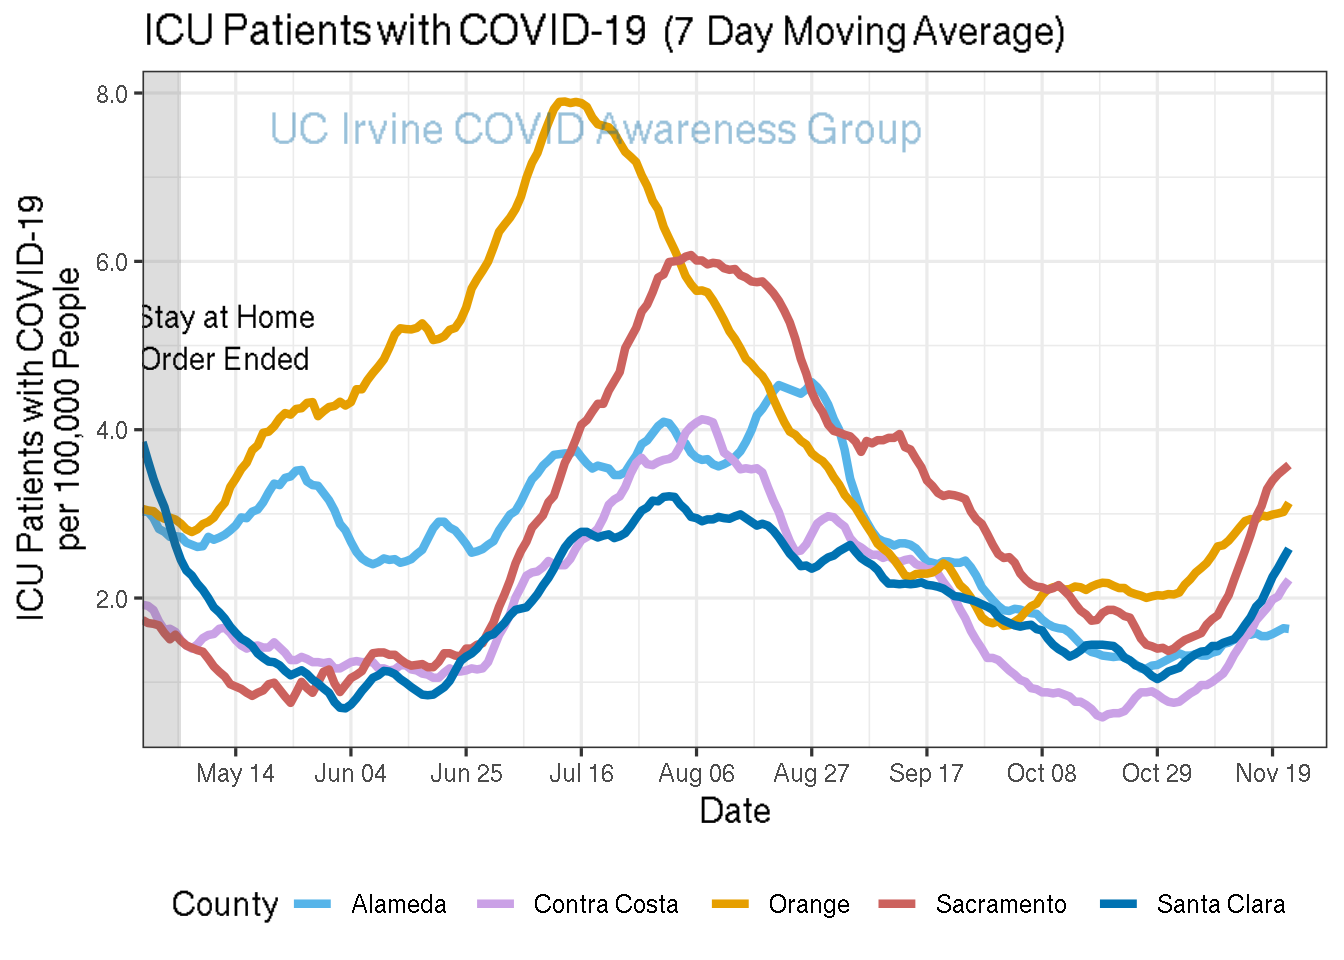 ICU Patients with COVID-19 (7 Day Moving Average)
UC Irvine COVID Awareness Group
ICU Patients with COVID-19
per 100,000 People
8.0
6.0
4.0
2.0
Stay at Home
Order Ended
May 14 Jun 04 Jun 25 Jul 16 Aug 06 Aug 27 Sep 17 Oct 08 Oct 29 Nov 19
Date
County Alameda Contra Costa Orange Sacramento Santa Clara